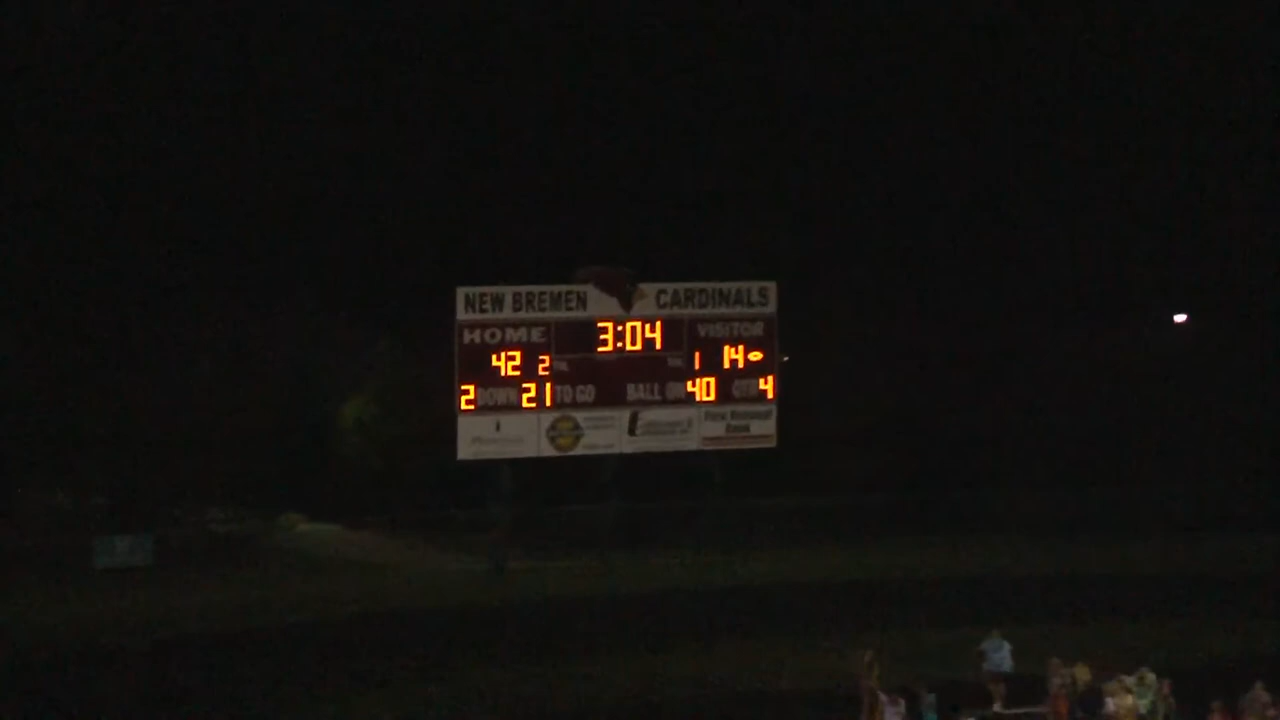 NEW BREMEN CARDINALS
HOME 3:04 VISITOR
42 2 1 14
2 DOWN 21 TO GO BALL ON 40 QTR 4